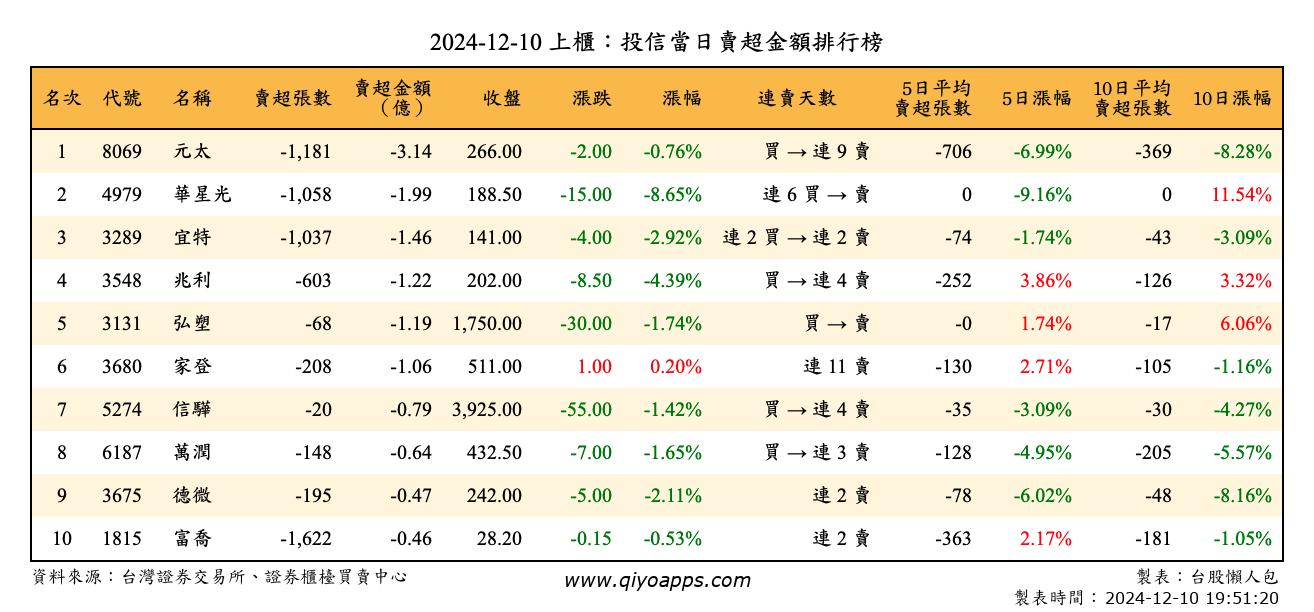 2024-12-10 上櫃：投信當日賣超金額排行榜
名次 代號 名稱 賣超張數 賣超金額（億） 收盤 漲跌 漲幅 連賣天數 5日平均賣超張數 5日漲幅 10日平均賣超張數 10日漲幅
1 8069 元太 -1,181 -3.14 266.00 -2.00 -0.76% 買 → 連 9 賣 -706 -6.99% -369 -8.28%
2 4979 華星光 -1,058 -1.99 188.50 -15.00 -8.65% 連 6 買 → 賣 0 -9.16% 0 11.54%
3 3289 宜特 -1,037 -1.46 141.00 -4.00 -2.92% 連 2 買 → 連 2 賣 -74 -1.74% -43 -3.09%
4 3548 兆利 -603 -1.22 202.00 -8.50 -4.39% 買 → 連 4 賣 -252 3.86% -126 3.32%
5 3131 弘塑 -68 -1.19 1,750.00 -30.00 -1.74% 買 → 賣 -0 1.74% -17 6.06%
6 3680 家登 -208 -1.06 511.00 1.00 0.20% 連 11 賣 -130 2.71% -105 -1.16%
7 5274 信驊 -20 -0.79 3,925.00 -55.00 -1.42% 買 → 連 4 賣 -35 -3.09% -30 -4.27%
8 6187 萬潤 -148 -0.64 432.50 -7.00 -1.65% 買 → 連 3 賣 -128 -4.95% -205 -5.57%
9 3675 德微 -195 -0.47 242.00 -5.00 -2.11% 連 2 賣 -78 -6.02% -48 -8.16%
10 1815 富喬 -1,622 -0.46 28.20 -0.15 -0.53% 連 2 賣 -363 2.17% -181 -1.05%
資料來源：台灣證券交易所、證券櫃檯買賣中心 www.qiyoapps.com 製表：台股懶人包
製表時間：2024-12-10 19:51:20